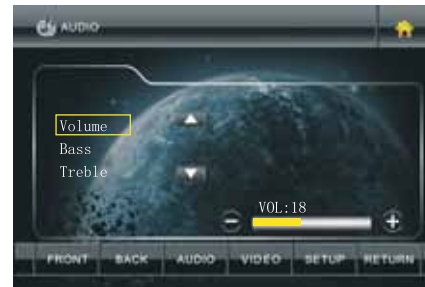 AUDIO
Volume
Bass
Treble
VOL:18
FRONT BACK AUDIO VIDEO SETUP RETURN